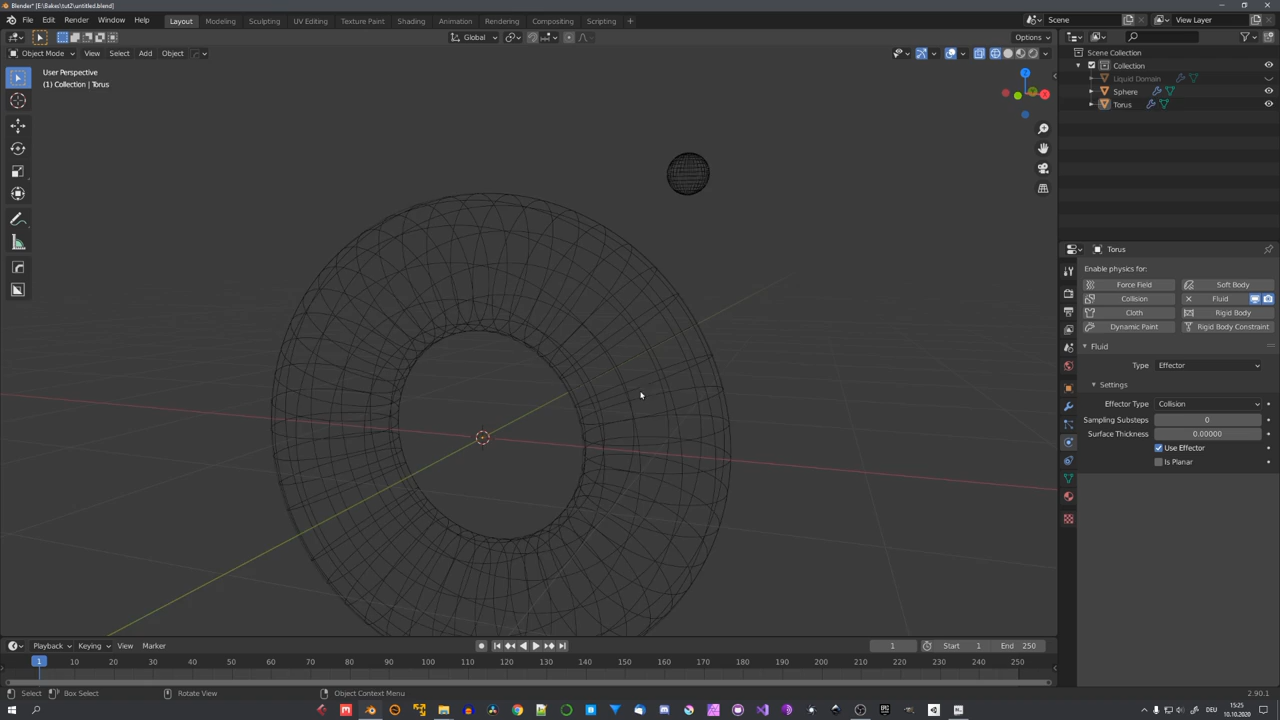 Blender* [E:\Bakes\tut2\untitled.blend]
File Edit Render Window Help
Layout Modeling Sculpting UV Editing Texture Paint Shading Animation Rendering Compositing Scripting +
Scene
View Layer
Global
Options
Object Mode View Select Add Object
User Perspective
(1) Collection | Torus
Z
X
Y
Scene Collection
Collection
Liquid Domain
Sphere
Torus
Torus
Enable physics for:
Force Field Soft Body
Collision Fluid
Cloth Rigid Body
Dynamic Paint Rigid Body Constraint
Fluid
Type Effector
Settings
Effector Type Collision
Sampling Substeps 0
Surface Thickness 0.00000
Use Effector
Is Planar
Playback Keying View Marker
1 Start 1 End 250
1 10 20 30 40 50 60 70 80 90 100 110 120 130 140 150 160 170 180 190 200 210 220 230 240 250
Select Box Select Rotate View Object Context Menu
2.90.1
DEU
15:25
10.10.2020